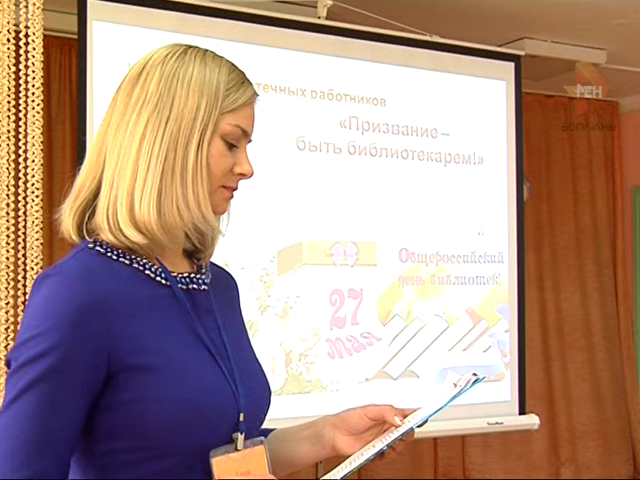 течных работников
«Призвание –
быть библиотекарем!»
Общероссийский
день библиотек!
27
мая
РЕН